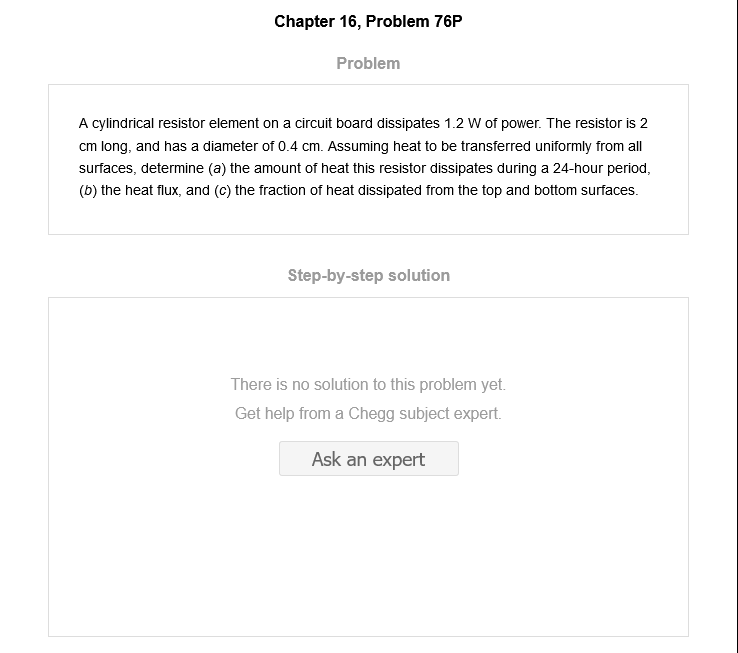 Chapter 16, Problem 76P
Problem
A cylindrical resistor element on a circuit board dissipates 1.2 W of power. The resistor is 2
cm long, and has a diameter of 0.4 cm. Assuming heat to be transferred uniformly from all
surfaces, determine (a) the amount of heat this resistor dissipates during a 24-hour period,
(b) the heat flux, and (c) the fraction of heat dissipated from the top and bottom surfaces.
Step-by-step solution
There is no solution to this problem yet.
Get help from a Chegg subject expert.
Ask an expert